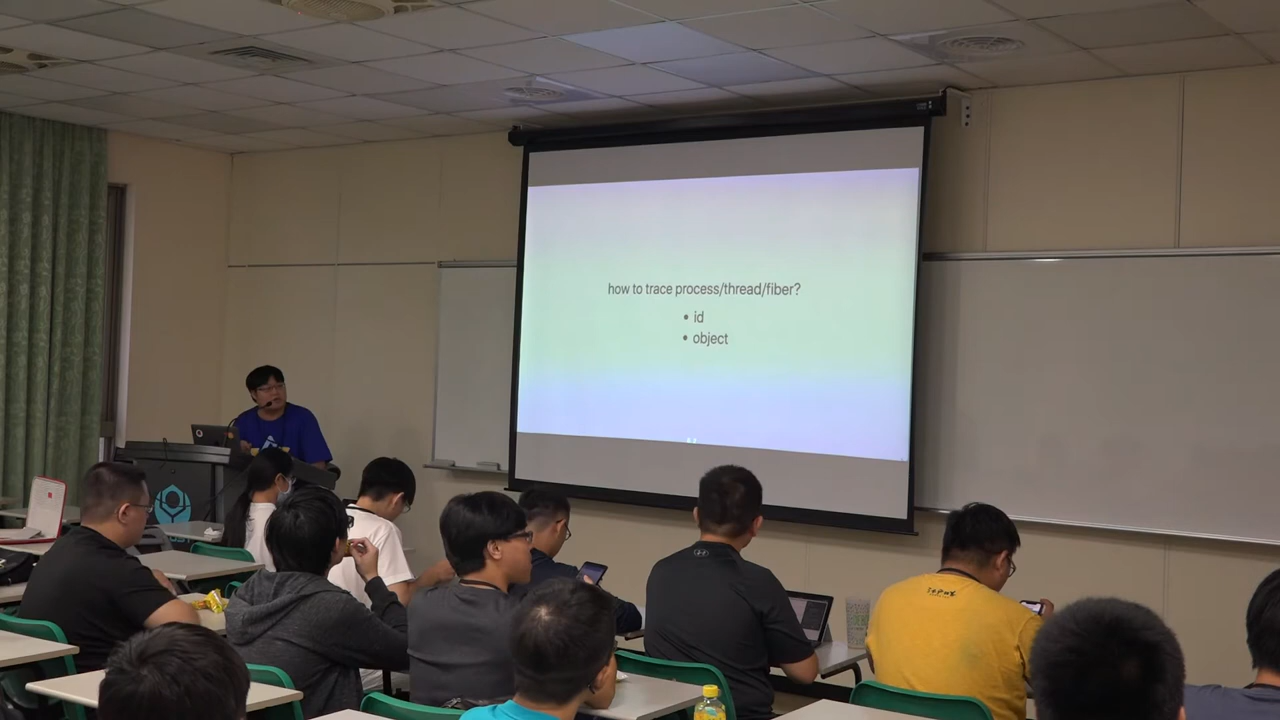 how to trace process/thread/fiber?
• id
• object